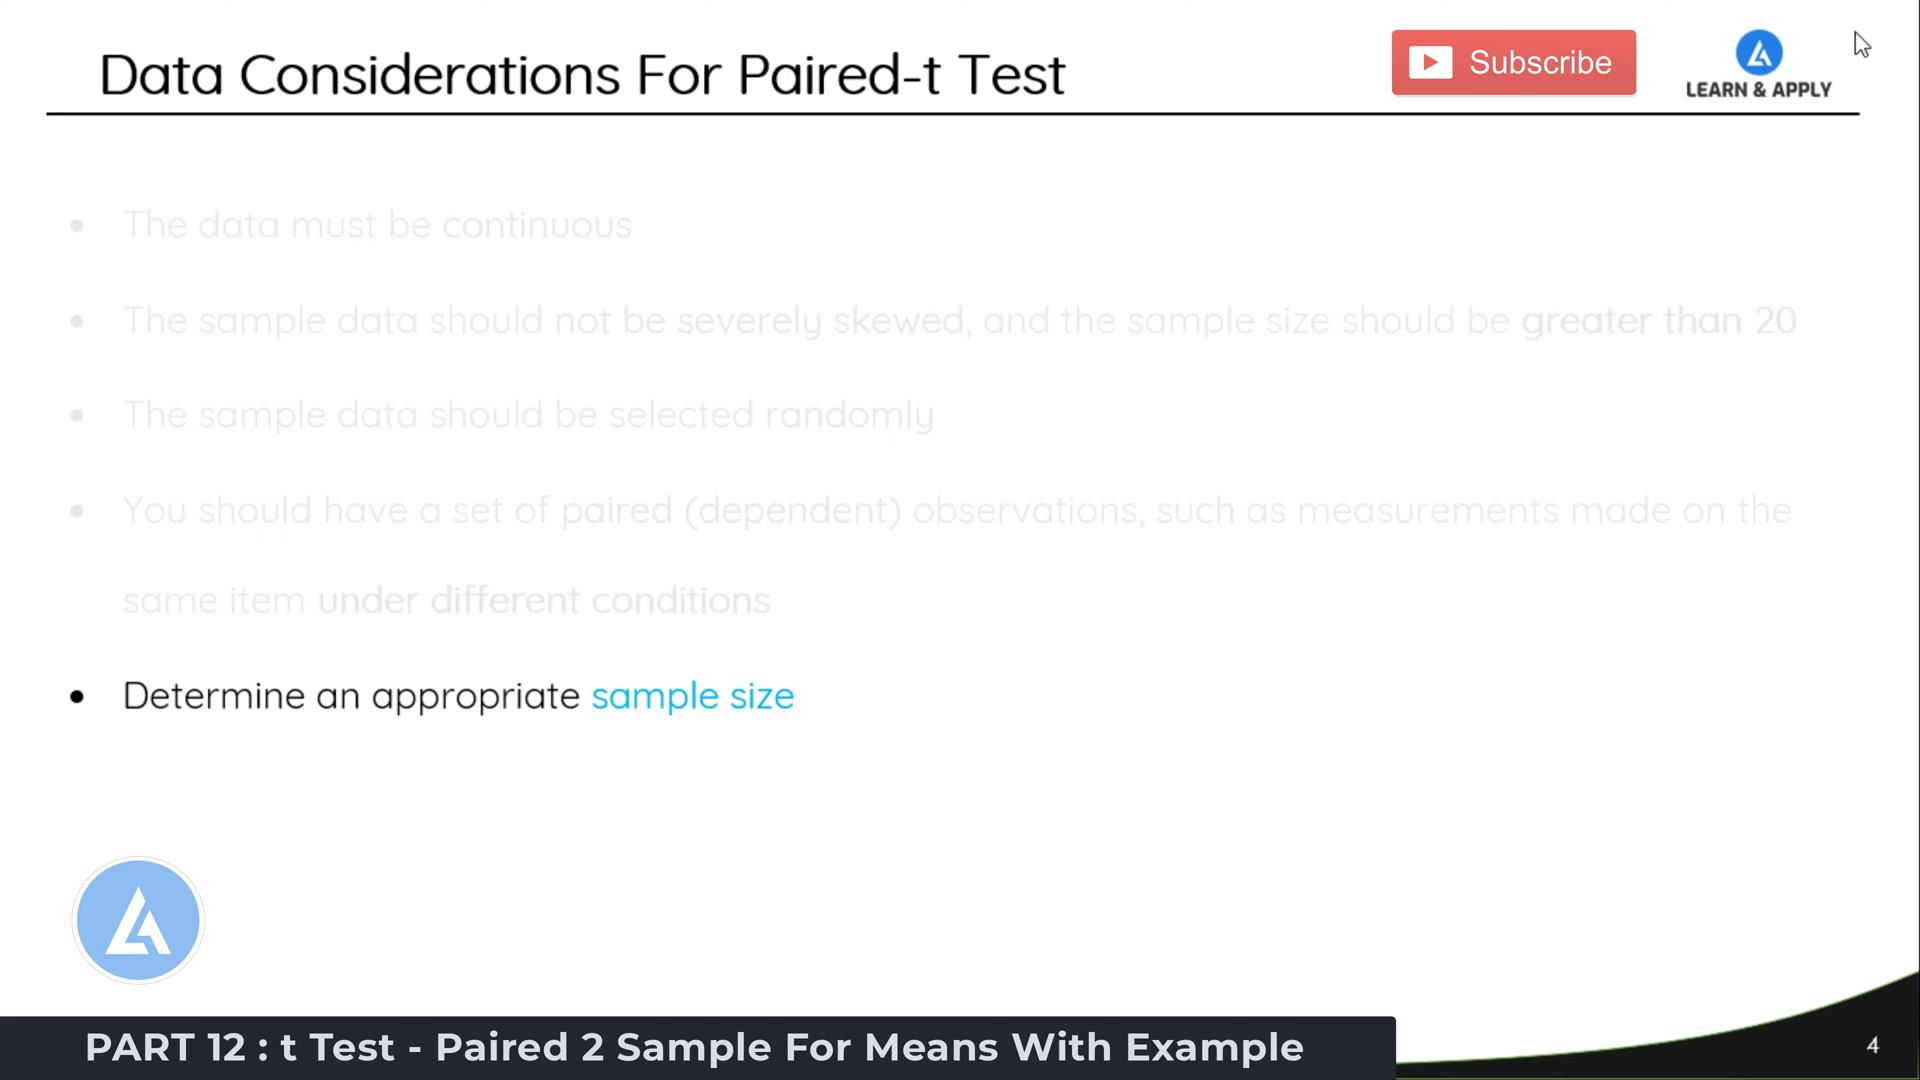 Data Considerations For Paired-t Test
Subscribe
LEARN & APPLY
• The data must be continuous
• The sample data should not be severely skewed, and the sample size should be greater than 20
• The sample data should be selected randomly
• You should have a set of paired (dependent) observations, such as measurements made on the
same item under different conditions
• Determine an appropriate sample size
PART 12 : t Test - Paired 2 Sample For Means With Example
4